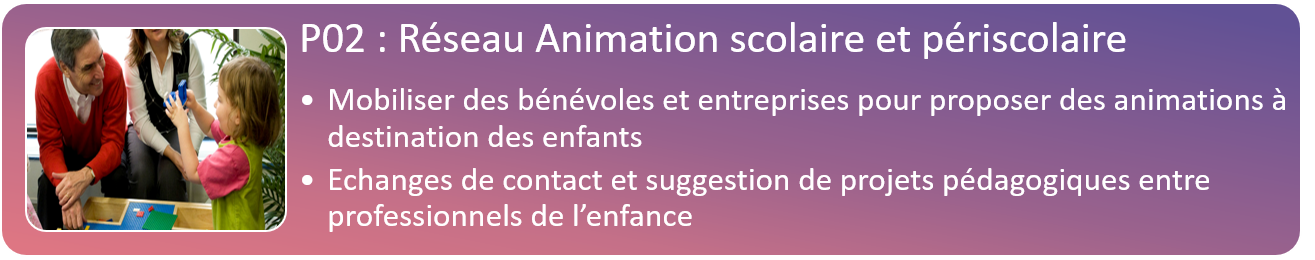 P02 : Réseau Animation scolaire et périscolaire
• Mobiliser des bénévoles et entreprises pour proposer des animations à
destination des enfants
• Echanges de contact et suggestion de projets pédagogiques entre
professionnels de l’enfance